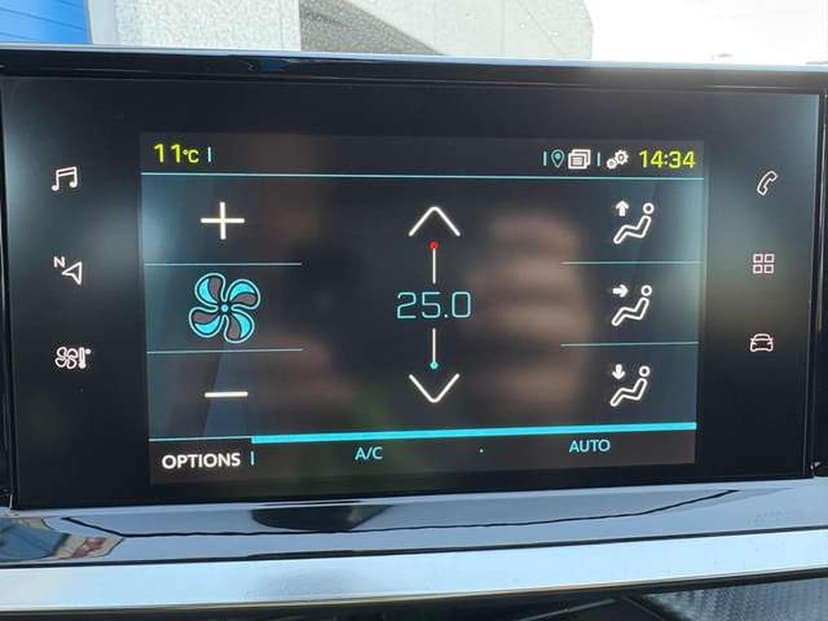 11°C
14:34
N
25.0
OPTIONS
A/C
AUTO